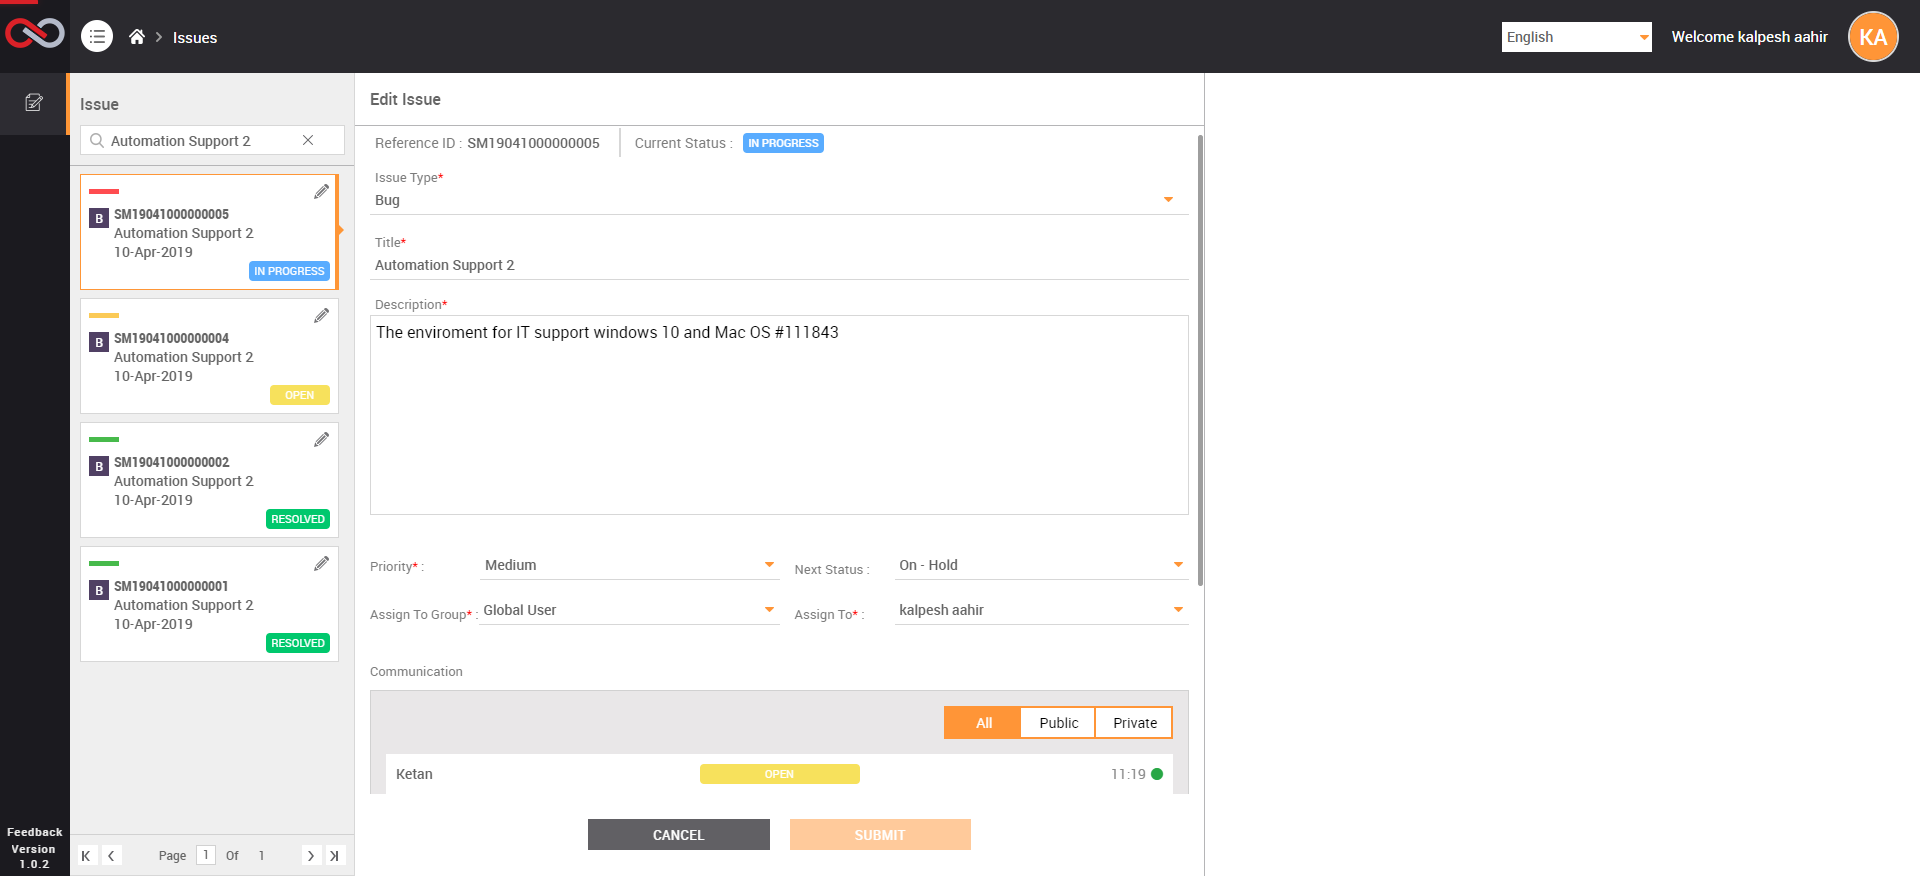 Issues
English
Welcome kalpesh aahir
KA
Issue
Automation Support 2
B
SM19041000000005
Automation Support 2
10-Apr-2019
IN PROGRESS
B
SM19041000000004
Automation Support 2
10-Apr-2019
OPEN
B
SM19041000000002
Automation Support 2
10-Apr-2019
RESOLVED
B
SM19041000000001
Automation Support 2
10-Apr-2019
RESOLVED
Page 1 Of 1
Feedback
Version
1.0.2
Edit Issue
Reference ID : SM19041000000005
Current Status : IN PROGRESS
Issue Type*
Bug
Title*
Automation Support 2
Description*
The enviroment for IT support windows 10 and Mac OS #111843
Priority* : Medium
Next Status : On - Hold
Assign To Group* : Global User
Assign To* : kalpesh aahir
Communication
All Public Private
Ketan OPEN 11:19
CANCEL SUBMIT